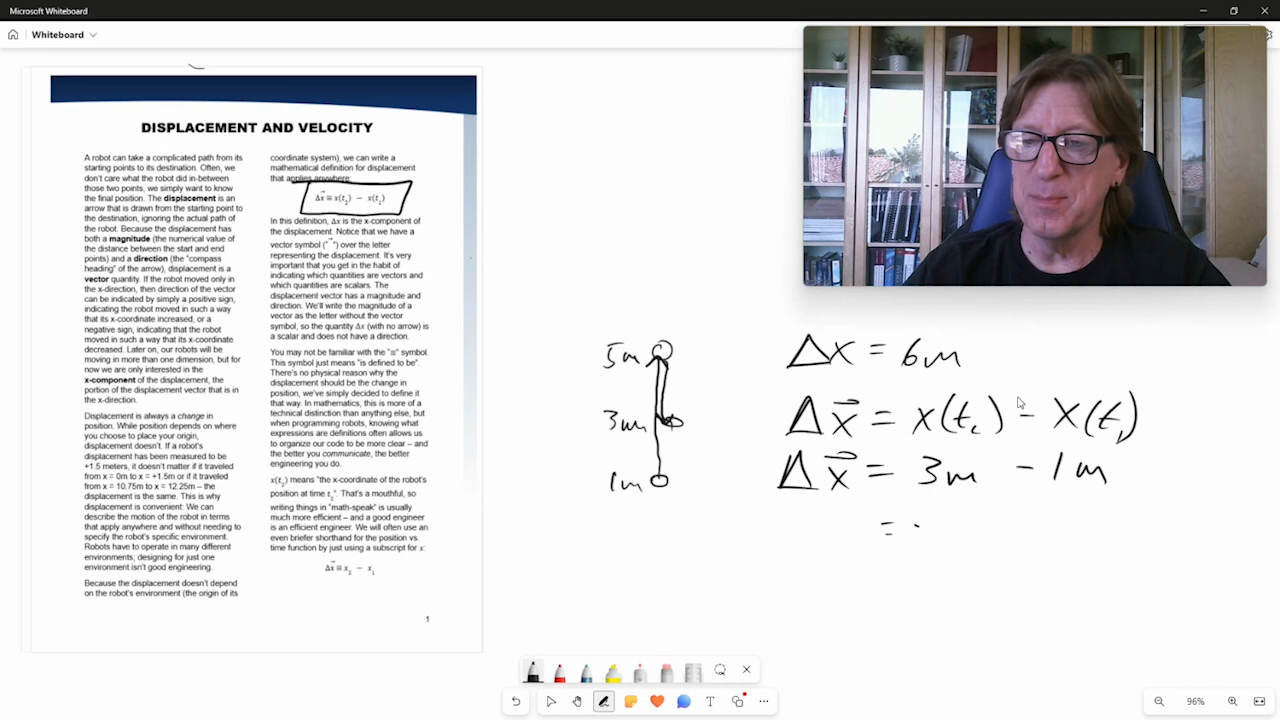 Microsoft Whiteboard
Whiteboard
DISPLACEMENT AND VELOCITY
A robot can take a complicated path from its
starting points to its destination. Often, we
don't care what the robot did in-between
those two points, we simply want to know
the final position. The displacement is an
arrow that is drawn from the starting point to
the destination, ignoring the actual path of
the robot. Because the displacement has
both a magnitude (the numerical value of
the distance between the start and end
points) and a direction (the "compass
heading" of the arrow), displacement is a
vector quantity. If the robot moved only in
the x-direction, then direction of the vector
can be indicated by simply a positive sign,
indicating the robot moved in such a way
that its x-coordinate increased, or a
negative sign, indicating that the robot
moved in such a way that its x-coordinate
decreased. Later on, our robots will be
moving in more than one dimension, but for
now we are only interested in the
x-component of the displacement, the
portion of the displacement vector that is in
the x-direction.
Displacement is always a change in
position. While position depends on where
you choose to place your origin,
displacement doesn't. If a robot's
displacement has been measured to be
+1.5 meters, it doesn't matter if it traveled
from x = 0m to x = +1.5m or if it traveled
from x = 10.75m to x = 12.25m – the
displacement is the same. This is why
displacement is convenient: We can
describe the motion of the robot in terms
that apply anywhere and without needing to
specify the robot's specific environment.
Robots have to operate in many different
environments; designing for just one
environment isn't good engineering.
Because the displacement doesn't depend
on the robot's environment (the origin of its
coordinate system), we can write a
mathematical definition for displacement
that applies anywhere:
Δx⃗ ≡ x(t₂) − x(t₁)
In this definition, Δx is the x-component of
the displacement. Notice that we have a
vector symbol ("→") over the letter
representing the displacement. It's very
important that you get in the habit of
indicating which quantities are vectors and
which quantities are scalars. The
displacement vector has a magnitude and
direction. We'll write the magnitude of a
vector as the letter without the vector
symbol, so the quantity Δx (with no arrow) is
a scalar and does not have a direction.
You may not be familiar with the "≡" symbol.
This symbol just means "is defined to be".
There's no physical reason why the
displacement should be the change in
position, we've simply decided to define it
that way. In mathematics, this is more of a
technical distinction than anything else, but
when programming robots, knowing what
expressions are definitions often allows us
to organize our code to be more clear – and
the better you communicate, the better
engineering you do.
x(t₂) means "the x-coordinate of the robot's
position at time t₂". That's a mouthful, so
writing things in "math-speak" is usually
much more efficient – and a good engineer
is an efficient engineer. We will often use an
even briefer shorthand for the position vs.
time function by just using a subscript for x:
Δx⃗ ≡ x₂ − x₁
1
5m
3m
1m
Δx = 6m
Δx⃗ = x(t₂) − x(t₁)
Δx⃗ = 3m − 1m
=
96%